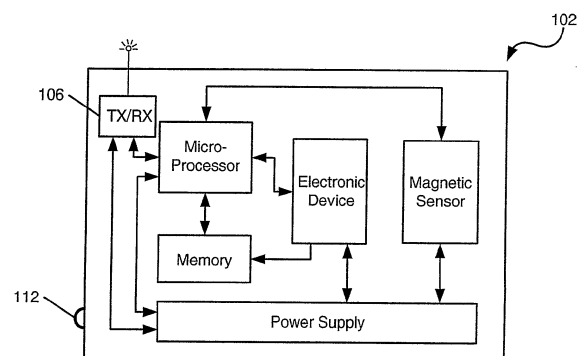 102
106
TX/RX
Micro-
Processor
Electronic
Device
Magnetic
Sensor
Memory
112
Power Supply